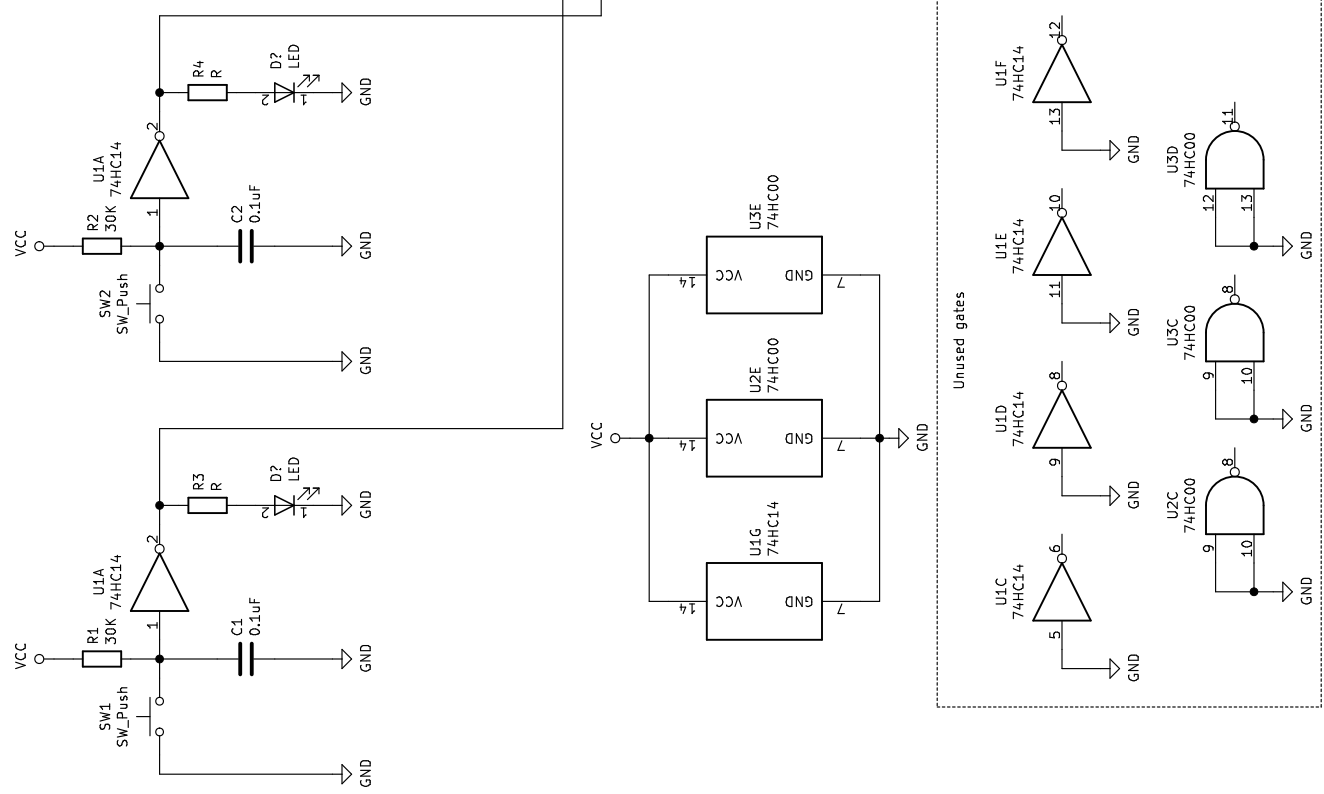 VCC
SW1
SW_Push
R1
30K
1
U1A
74HC14
2
C1
0.1uF
R3
R
D?
LED
2
1
GND
GND
GND
VCC
SW2
SW_Push
R2
30K
1
U1A
74HC14
2
C2
0.1uF
R4
R
D?
LED
2
1
GND
GND
GND
VCC
U1G
74HC14
14
VCC
GND
7
U2E
74HC00
14
VCC
GND
7
U3E
74HC00
14
VCC
GND
7
GND
Unused gates
U1C
74HC14
5
6
GND
U1D
74HC14
9
8
GND
U1E
74HC14
11
10
GND
U1F
74HC14
13
12
GND
U2C
74HC00
9
10
8
GND
U3C
74HC00
9
10
8
GND
U3D
74HC00
12
13
11
GND